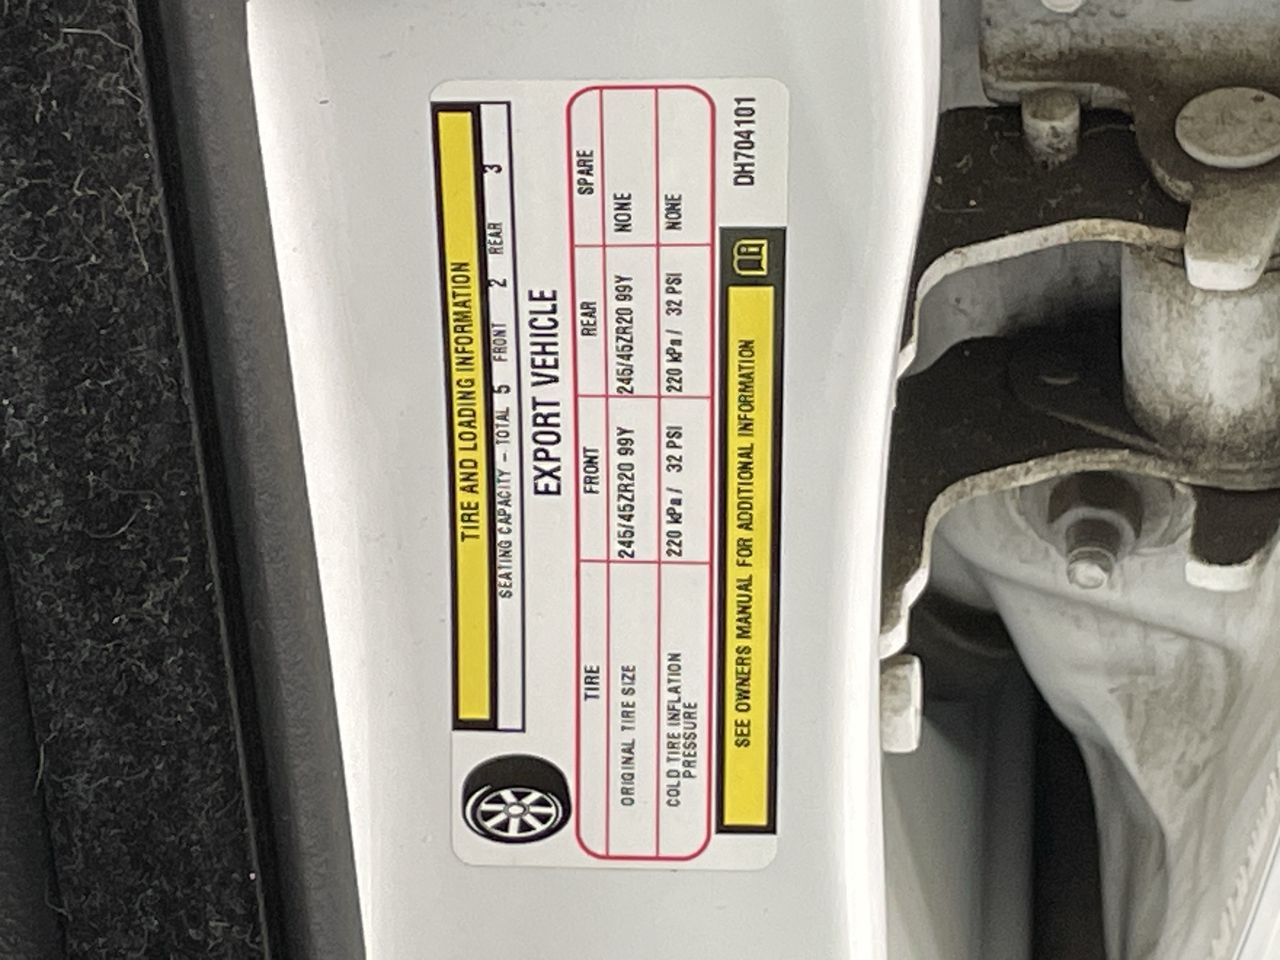 TIRE AND LOADING INFORMATION
SEATING CAPACITY – TOTAL 5 FRONT 2 REAR 3
EXPORT VEHICLE
TIRE FRONT REAR SPARE
ORIGINAL TIRE SIZE 245/45ZR20 99Y 245/45ZR20 99Y NONE
COLD TIRE INFLATION PRESSURE 220 kPa / 32 PSI 220 kPa / 32 PSI NONE
SEE OWNERS MANUAL FOR ADDITIONAL INFORMATION
DH704101